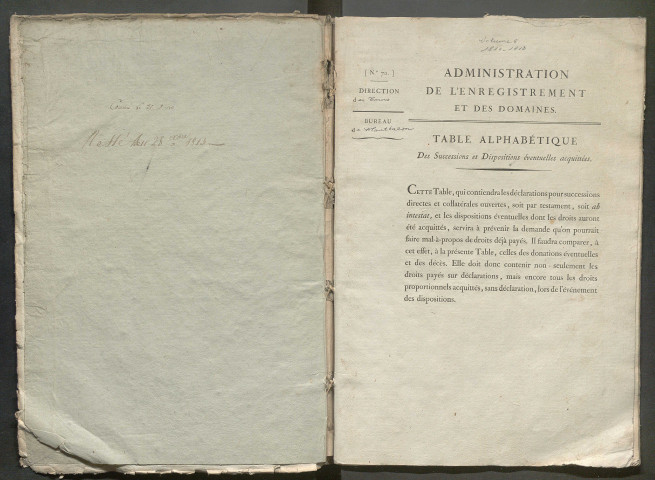 28
1813
1813
[ N.° 72. ]
DIRECTION
BUREAU
ADMINISTRATION
DE L'ENREGISTREMENT
ET DES DOMAINES.
TABLE ALPHABÉTIQUE
Des Successions et Dispositions éventuelles acquittées.
CETTE Table, qui contiendra les déclarations pour successions
directes et collatérales ouvertes, soit par testament, soit ab
intestat, et les dispositions éventuelles dont les droits auront
été acquittés, servira à prévenir la demande qu'on pourrait
faire mal-à-propos de droits déjà payés. Il faudra comparer, à
cet effet, à la présente Table, celles des donations éventuelles
et des décès. Elle doit donc contenir non-seulement les
droits payés sur déclarations, mais encore tous les droits
proportionnels acquittés, sans déclaration, lors de l'événement
des dispositions.